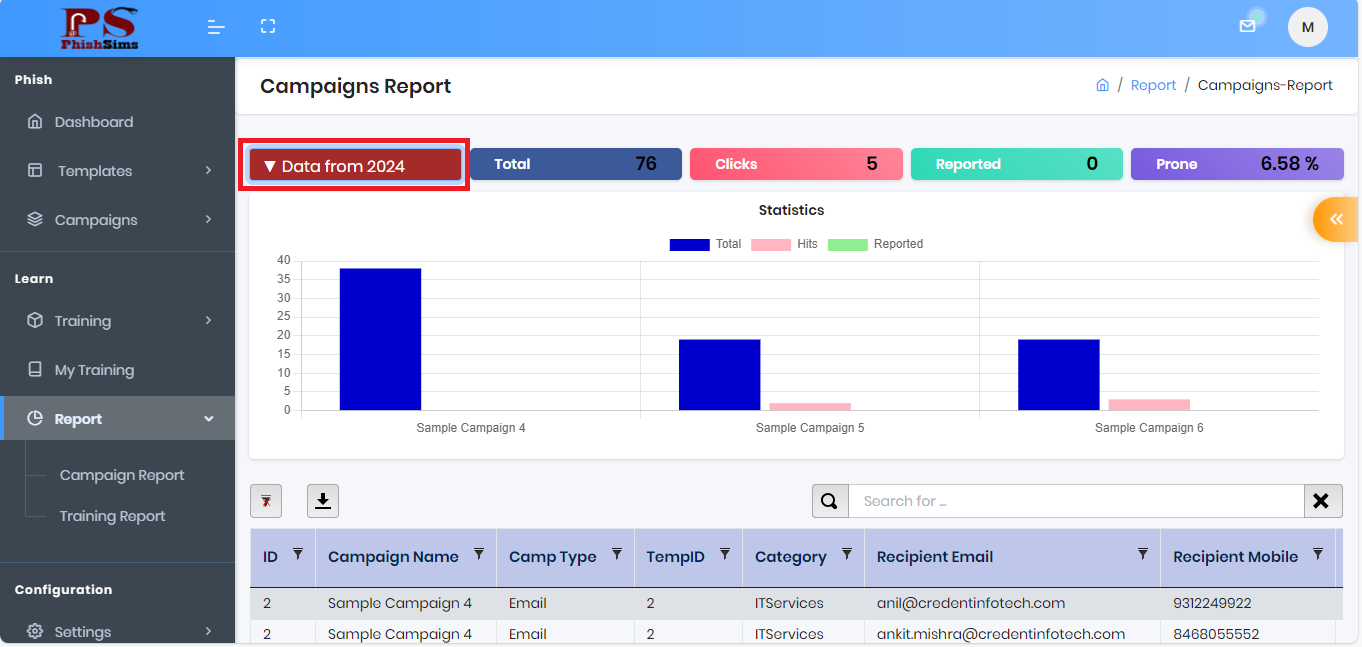 PS
PhishSims
M
Phish
Dashboard
Templates
Campaigns
Learn
Training
My Training
Report
Campaign Report
Training Report
Configuration
Settings
Campaigns Report
/ Report / Campaigns-Report
▼ Data from 2024
Total 76
Clicks 5
Reported 0
Prone 6.58 %
Statistics
Total Hits Reported
40
35
30
25
20
15
10
5
0
Sample Campaign 4 Sample Campaign 5 Sample Campaign 6
Search for ...
ID Campaign Name Camp Type TempID Category Recipient Email Recipient Mobile
2 Sample Campaign 4 Email 2 ITServices anil@credentinfotech.com 9312249922
2 Sample Campaign 4 Email 2 ITServices ankit.mishra@credentinfotech.com 8468055552